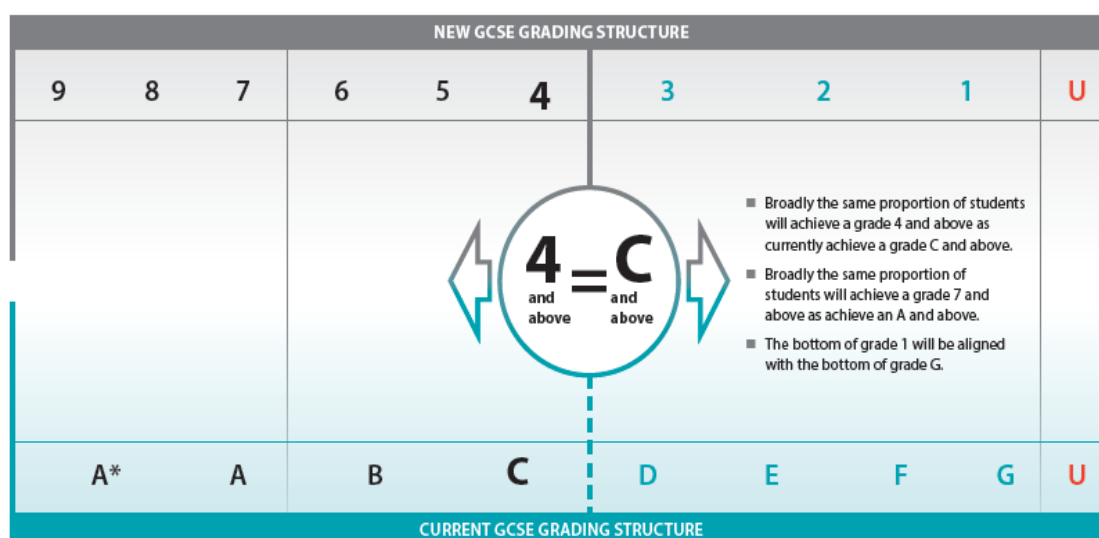 NEW GCSE GRADING STRUCTURE
9 8 7 6 5 4 3 2 1 U
■ Broadly the same proportion of students
will achieve a grade 4 and above as
currently achieve a grade C and above.
■ Broadly the same proportion of
students will achieve a grade 7 and
above as achieve an A and above.
■ The bottom of grade 1 will be aligned
with the bottom of grade G.
4 = C
and and
above above
A* A B C D E F G U
CURRENT GCSE GRADING STRUCTURE